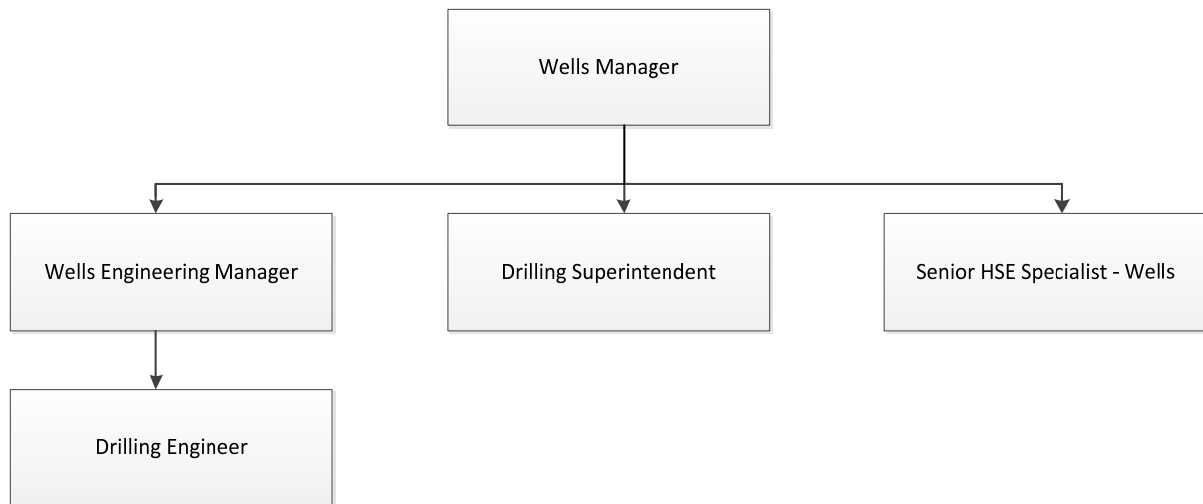 Wells Manager
Wells Engineering Manager
Drilling Superintendent
Senior HSE Specialist - Wells
Drilling Engineer